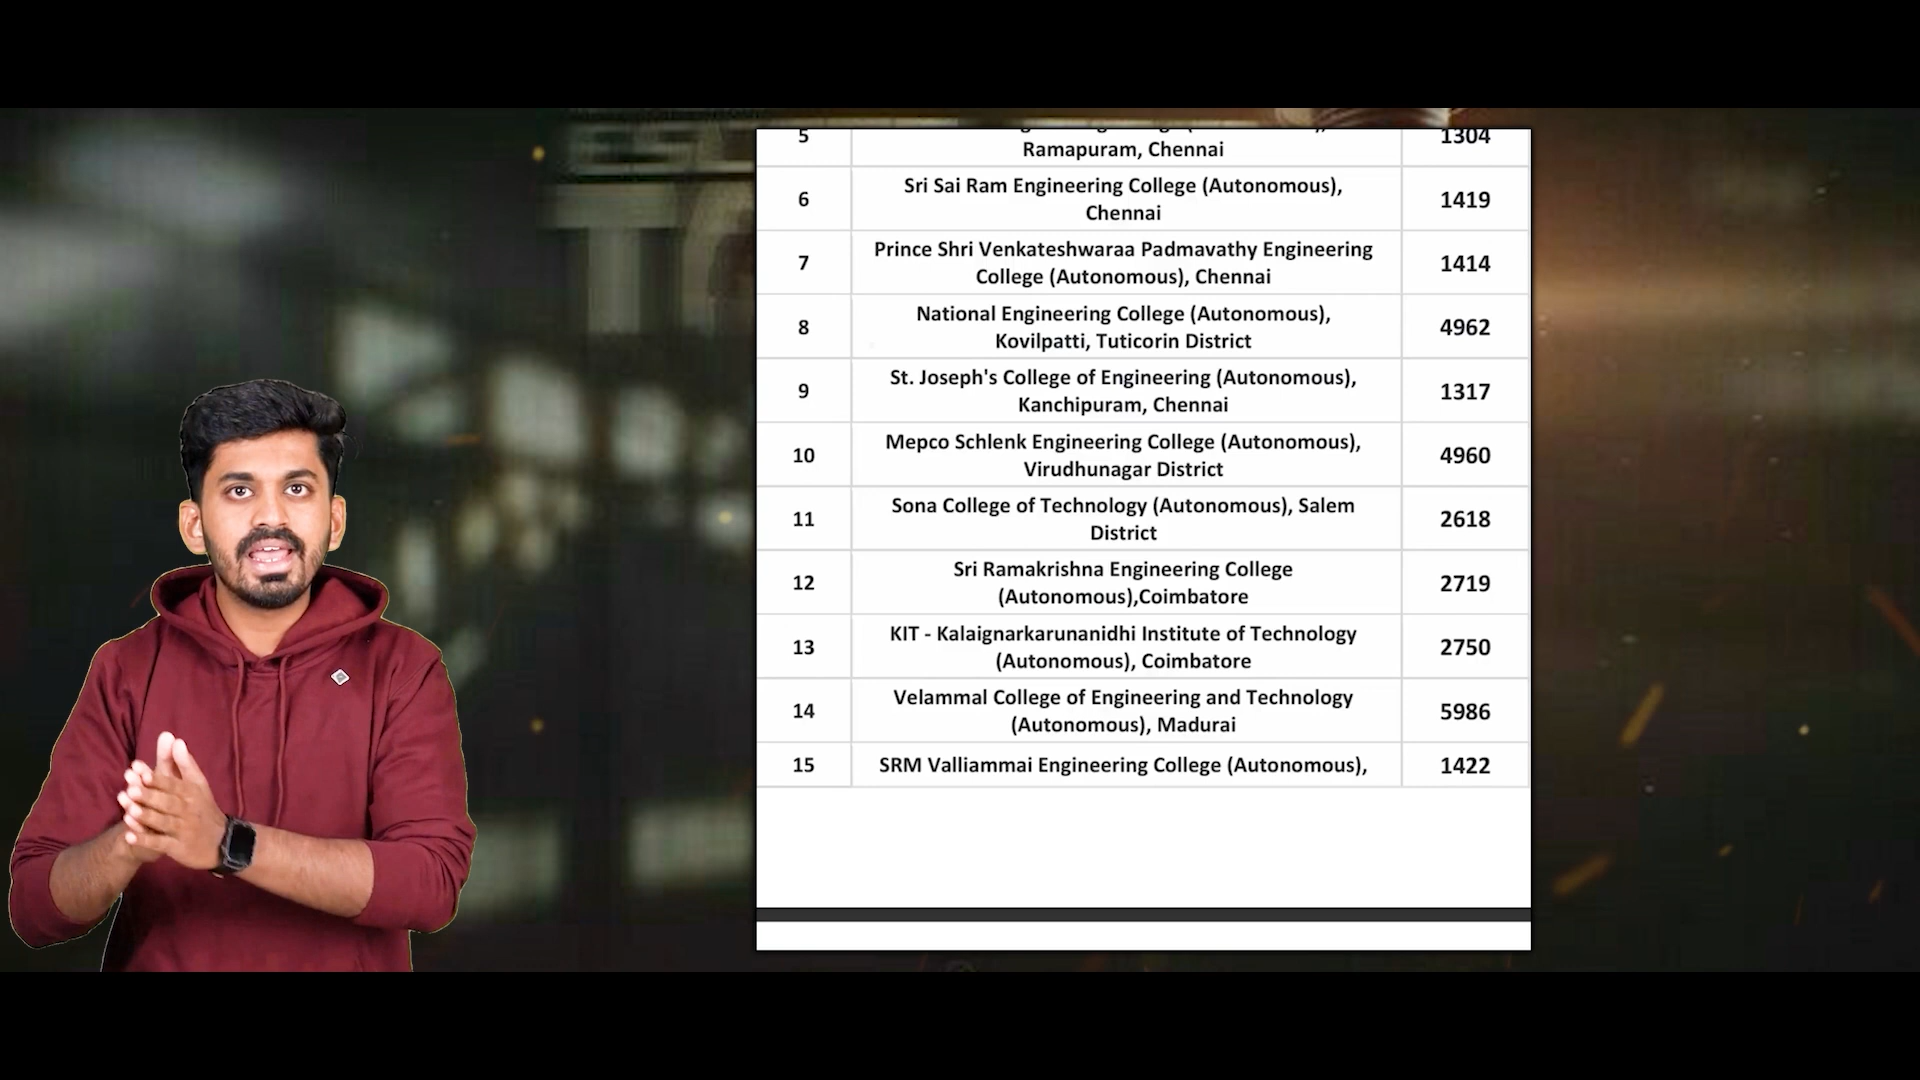 5
1304
Ramapuram, Chennai
6
Sri Sai Ram Engineering College (Autonomous),
Chennai
1419
7
Prince Shri Venkateshwaraa Padmavathy Engineering
College (Autonomous), Chennai
1414
8
National Engineering College (Autonomous),
Kovilpatti, Tuticorin District
4962
9
St. Joseph's College of Engineering (Autonomous),
Kanchipuram, Chennai
1317
10
Mepco Schlenk Engineering College (Autonomous),
Virudhunagar District
4960
11
Sona College of Technology (Autonomous), Salem
District
2618
12
Sri Ramakrishna Engineering College
(Autonomous),Coimbatore
2719
13
KIT - Kalaignarkarunanidhi Institute of Technology
(Autonomous), Coimbatore
2750
14
Velammal College of Engineering and Technology
(Autonomous), Madurai
5986
15
SRM Valliammai Engineering College (Autonomous),
1422